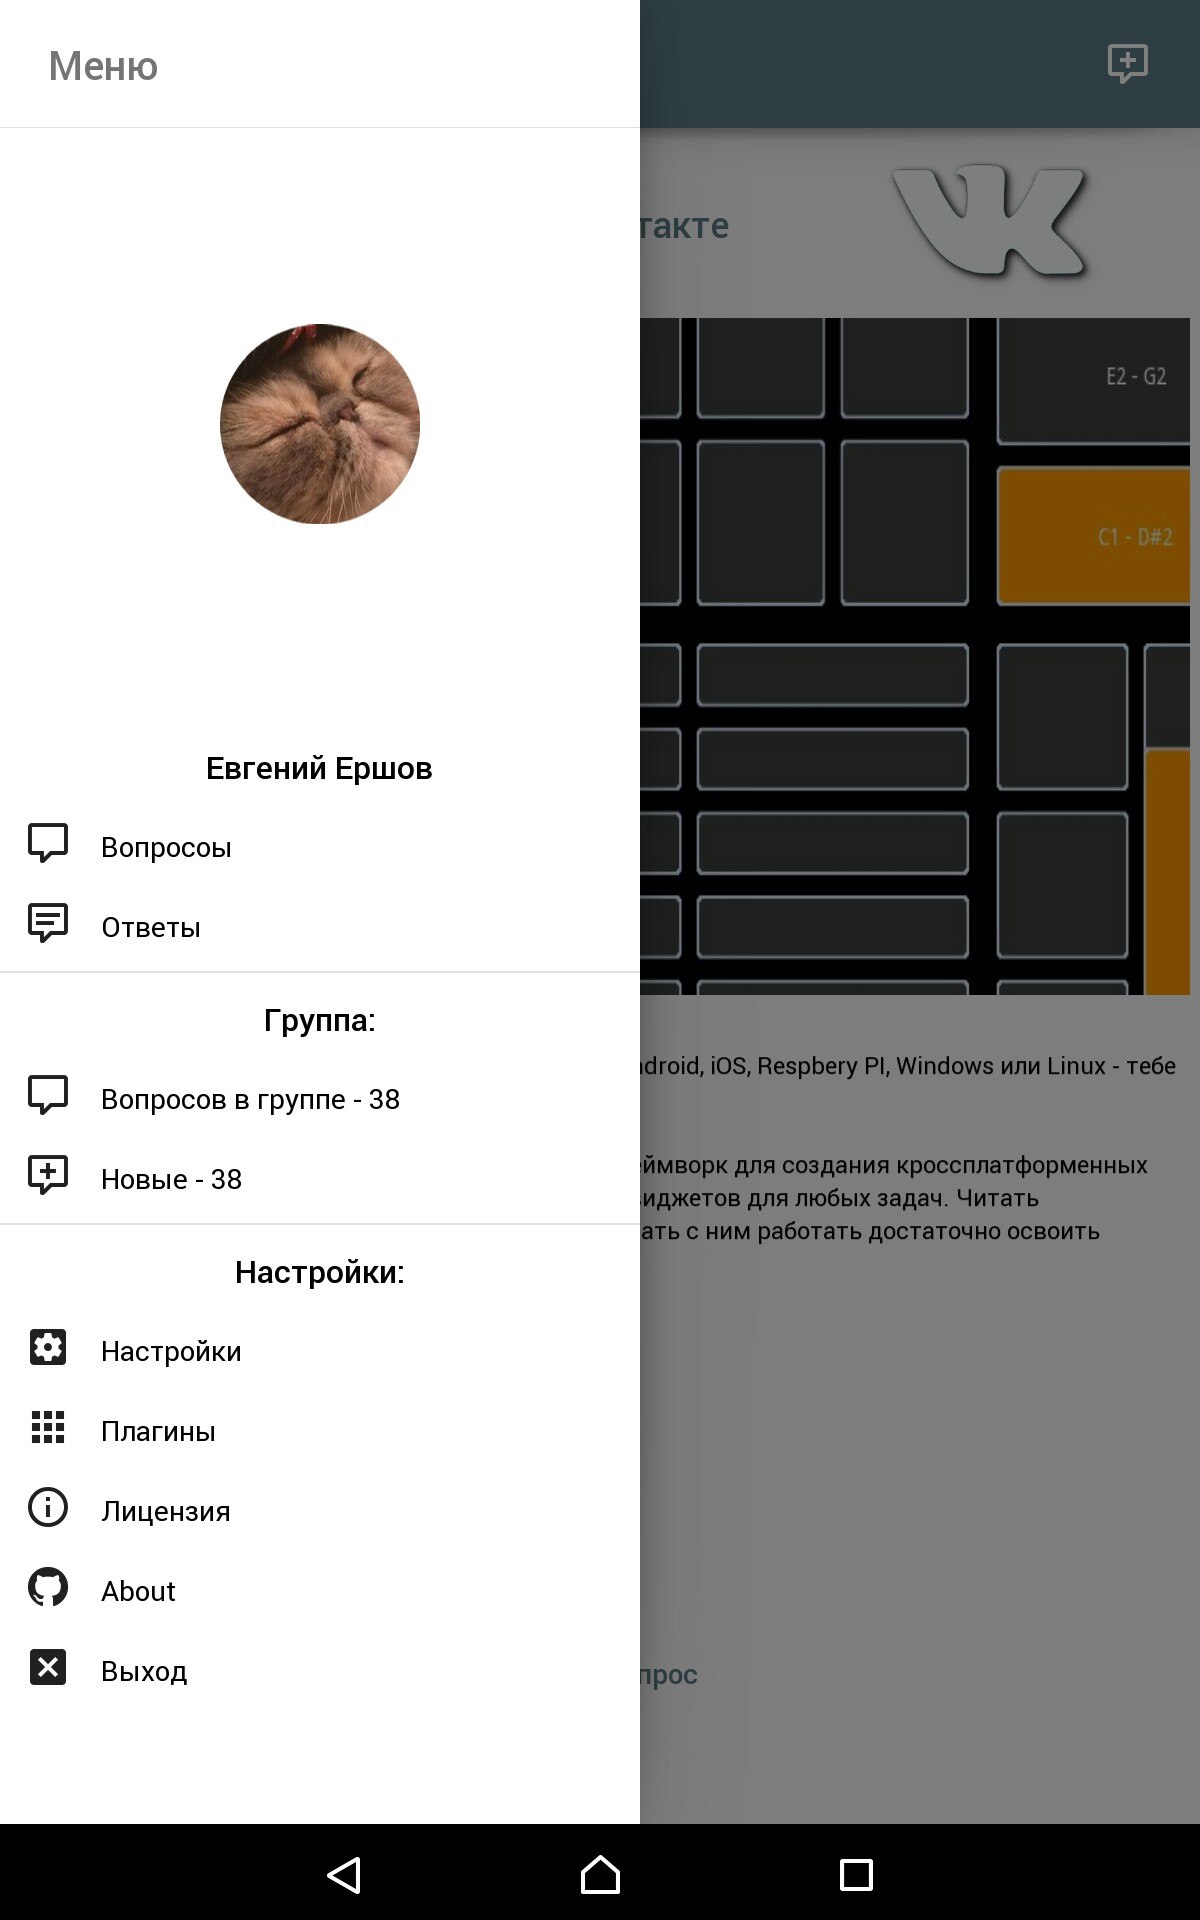 Меню
Евгений Ершов
Вопросоы
Ответы
Группа:
Вопросов в группе - 38
Новые - 38
Настройки:
Настройки
Плагины
Лицензия
About
Выход
такте
E2 - G2
C1 - D#2
droid, iOS, Respbery PI, Windows или Linux - тебе
ймворк для создания кроссплатформенных
иджетов для любых задач. Читать
ать с ним работать достаточно освоить
прос